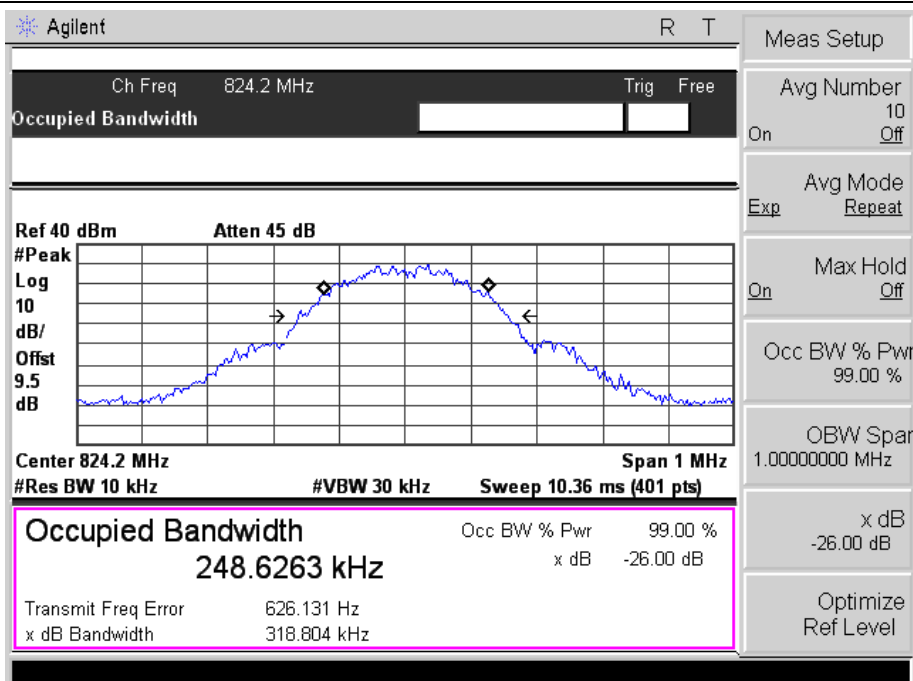 Agilent R T
Ch Freq 824.2 MHz Trig Free
Occupied Bandwidth
Ref 40 dBm Atten 45 dB
#Peak
Log
10
dB/
Offst
9.5
dB
Center 824.2 MHz Span 1 MHz
#Res BW 10 kHz #VBW 30 kHz Sweep 10.36 ms (401 pts)
Occupied Bandwidth
248.6263 kHz
Occ BW % Pwr 99.00 %
x dB -26.00 dB
Transmit Freq Error 626.131 Hz
x dB Bandwidth 318.804 kHz
Meas Setup
Avg Number
10
On Off
Avg Mode
Exp Repeat
Max Hold
On Off
Occ BW % Pwr
99.00 %
OBW Span
1.00000000 MHz
x dB
-26.00 dB
Optimize
Ref Level